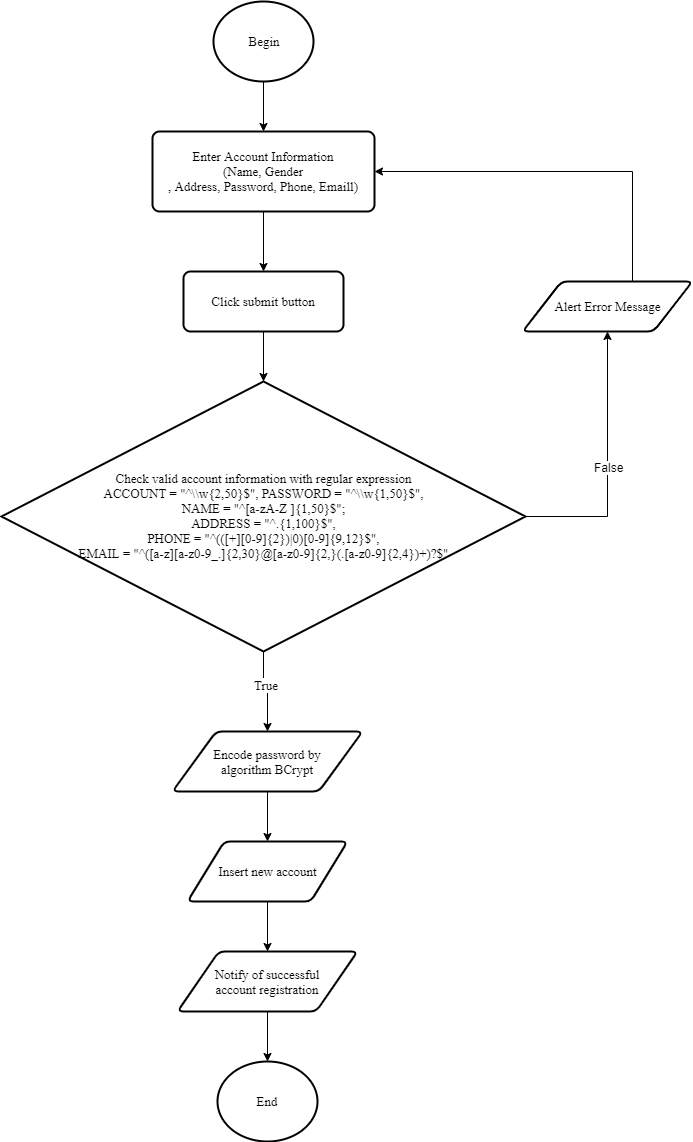 Begin
Enter Account Information
(Name, Gender
, Address, Password, Phone, Emaill)
Click submit button
Alert Error Message
Check valid account information with regular expression
ACCOUNT = "^\\w{2,50}$", PASSWORD = "^\\w{1,50}$",
NAME = "^[a-zA-Z ]{1,50}$";
ADDRESS = "^.{1,100}$",
PHONE = "^(([+][0-9]{2})|0)[0-9]{9,12}$",
EMAIL = "^([a-z][a-z0-9_.]{2,30}@[a-z0-9]{2,}(.[a-z0-9]{2,4})+)?$"
False
True
Encode password by
algorithm BCrypt
Insert new account
Notify of successful
account registration
End